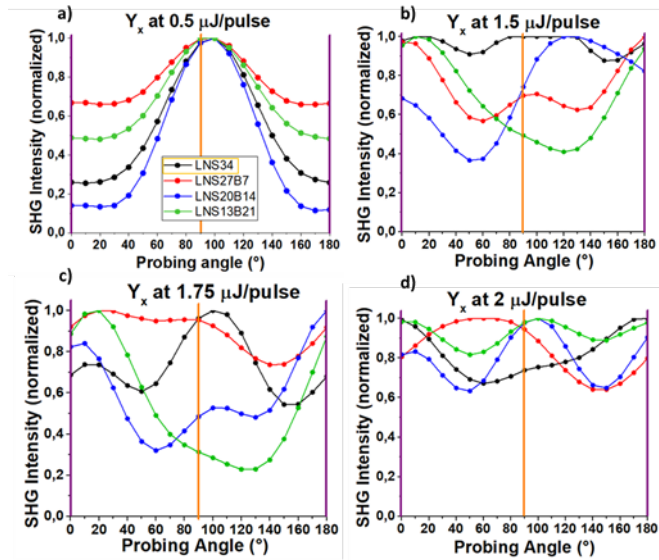 a)
Yₓ at 0.5 μJ/pulse
SHG Intensity (normalized)
1,0
0,8
0,6
0,4
0,2
0,0
LNS34
LNS27B7
LNS20B14
LNS13B21
0 20 40 60 80 100 120 140 160 180
Probing angle (°)
b)
Yₓ at 1.5 μJ/pulse
SHG Intensity (normalized)
1,0
0,8
0,6
0,4
0,2
0,0
0 20 40 60 80 100 120 140 160 180
Probing Angle (°)
c)
Yₓ at 1.75 μJ/pulse
SHG Intensity (normalized)
1,0
0,8
0,6
0,4
0,2
0,0
0 20 40 60 80 100 120 140 160 180
Probing Angle (°)
d)
Yₓ at 2 μJ/pulse
SHG Intensity (normalized)
1,0
0,8
0,6
0,4
0,2
0,0
0 20 40 60 80 100 120 140 160 180
Probing Angle (°)